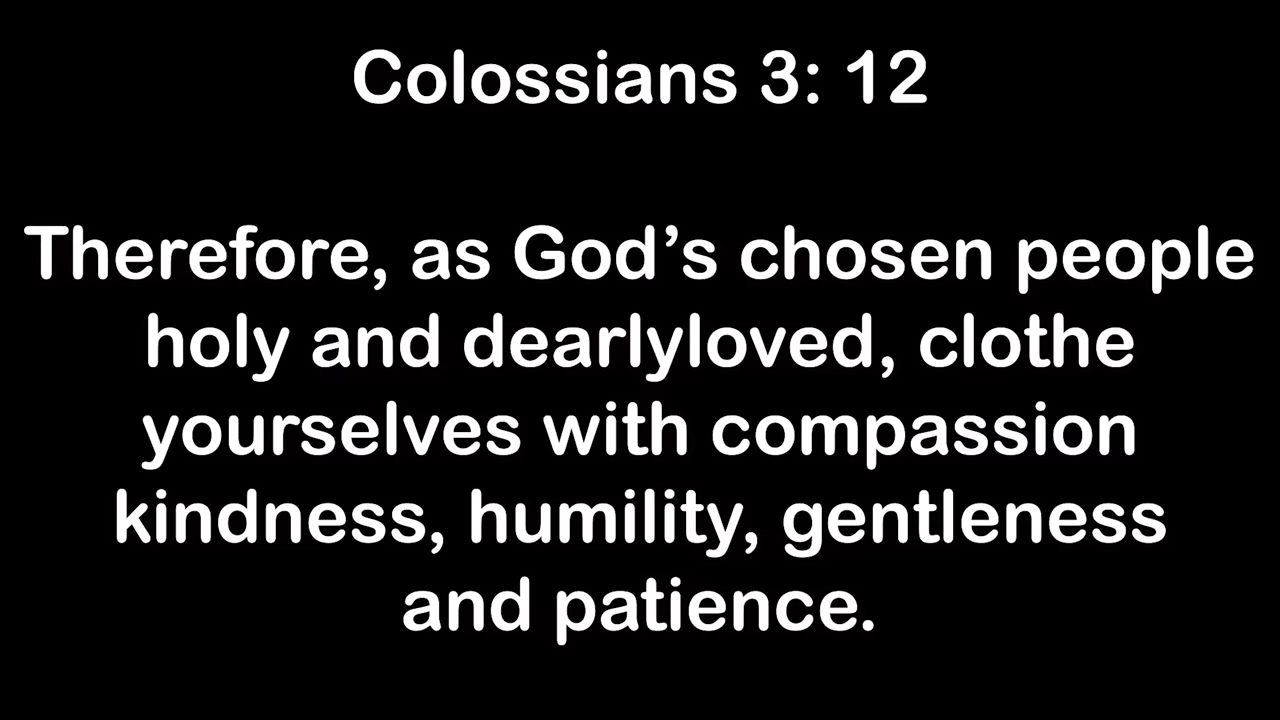 Colossians 3: 12
Therefore, as God’s chosen people
holy and dearlyloved, clothe
yourselves with compassion
kindness, humility, gentleness
and patience.